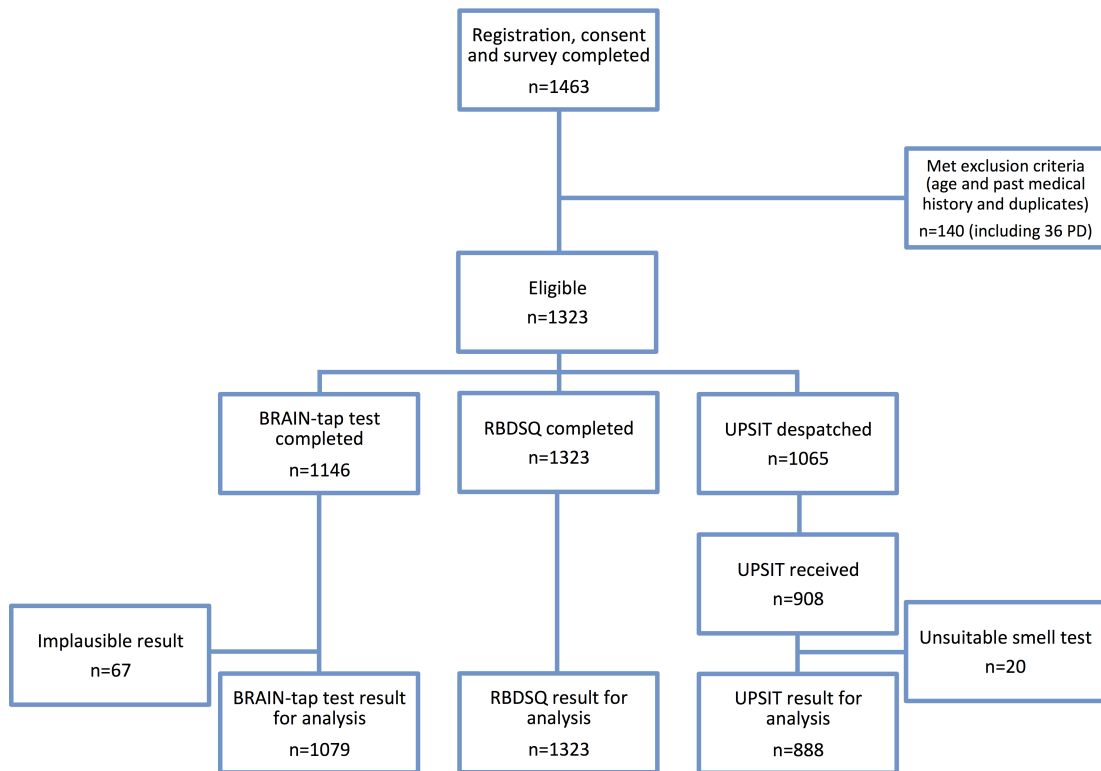 Registration, consent
and survey completed
n=1463
Met exclusion criteria
(age and past medical
history and duplicates)
n=140 (including 36 PD)
Eligible
n=1323
BRAIN-tap test
completed
n=1146
RBDSQ completed
n=1323
UPSIT despatched
n=1065
UPSIT received
n=908
Implausible result
n=67
Unsuitable smell test
n=20
BRAIN-tap test result
for analysis
n=1079
RBDSQ result for
analysis
n=1323
UPSIT result for
analysis
n=888